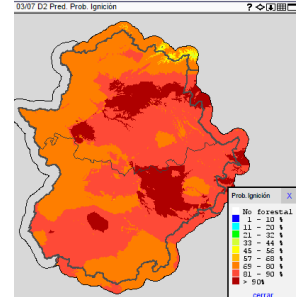 03/07 D2 Pred. Prob. Ignición
?
Prob. Ignición X
No forestal
1 - 10 %
11 - 20 %
21 - 32 %
33 - 44 %
45 - 56 %
57 - 68 %
69 - 80 %
81 - 90 %
> 90%
cerrar